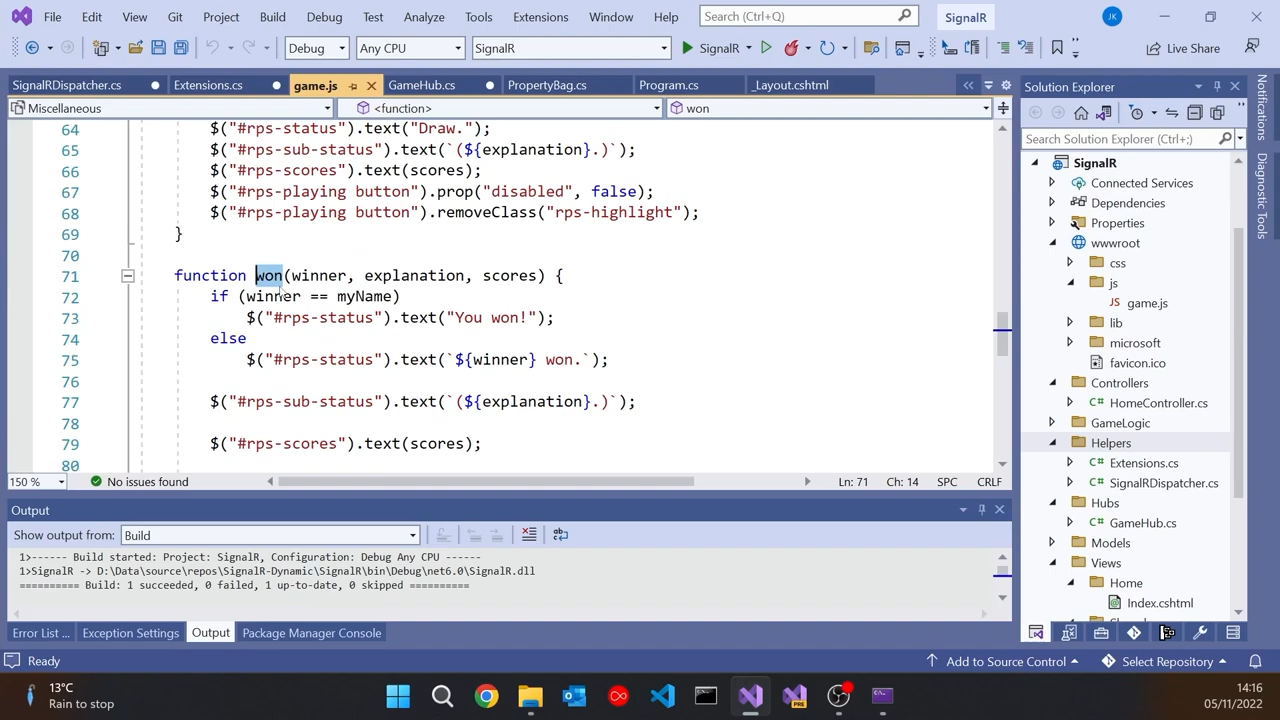 File Edit View Git Project Build Debug Test Analyze Tools Extensions Window Help Search (Ctrl+Q) SignalR JK
Debug Any CPU SignalR SignalR Live Share
SignalRDispatcher.cs Extensions.cs game.js GameHub.cs PropertyBag.cs Program.cs _Layout.cshtml
Miscellaneous <function> won
64 $("#rps-status").text("Draw.");
65 $("#rps-sub-status").text(`(${explanation}.)`);
66 $("#rps-scores").text(scores);
67 $("#rps-playing button").prop("disabled", false);
68 $("#rps-playing button").removeClass("rps-highlight");
69 }
70
71 function won(winner, explanation, scores) {
72 if (winner == myName)
73 $("#rps-status").text("You won!");
74 else
75 $("#rps-status").text(`${winner} won.`);
76
77 $("#rps-sub-status").text(`(${explanation}.)`);
78
79 $("#rps-scores").text(scores);
80
150 % No issues found Ln: 71 Ch: 14 SPC CRLF
Output
Show output from: Build
1>------ Build started: Project: SignalR, Configuration: Debug Any CPU ------
1>SignalR -> D:\Data\source\repos\SignalR-Dynamic\SignalR\bin\Debug\net6.0\SignalR.dll
========== Build: 1 succeeded, 0 failed, 1 up-to-date, 0 skipped ==========
Error List ... Exception Settings Output Package Manager Console
Solution Explorer
Search Solution Explorer (Ctrl+;)
SignalR
Connected Services
Dependencies
Properties
wwwroot
css
js
game.js
lib
microsoft
favicon.ico
Controllers
C# HomeController.cs
GameLogic
Helpers
C# Extensions.cs
C# SignalRDispatcher.cs
Hubs
C# GameHub.cs
Models
Views
Home
Index.cshtml
Notifications
Diagnostic Tools
Ready Add to Source Control Select Repository
13°C
Rain to stop
PRE
14:16
05/11/2022